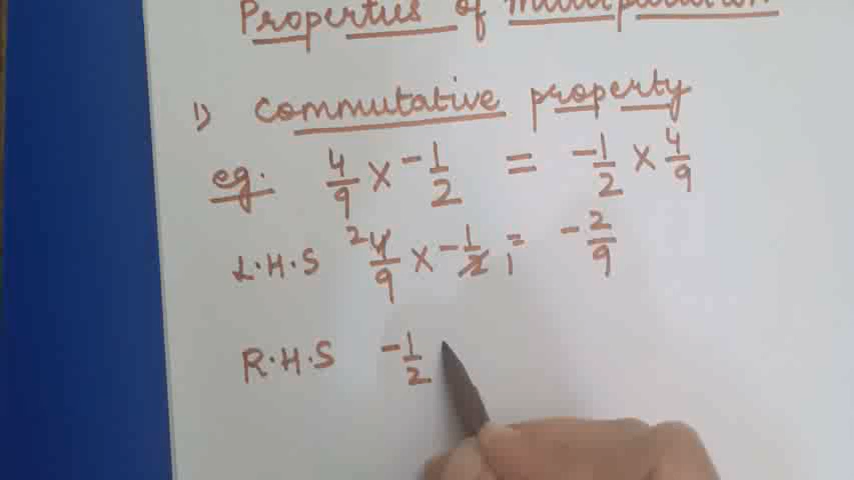 Properties of Multiplication
1) Commutative property
eg. 4/9 × -1/2 = -1/2 × 4/9
L.H.S 2 4/9 × -1/2 1 = -2/9
R.H.S -1/2